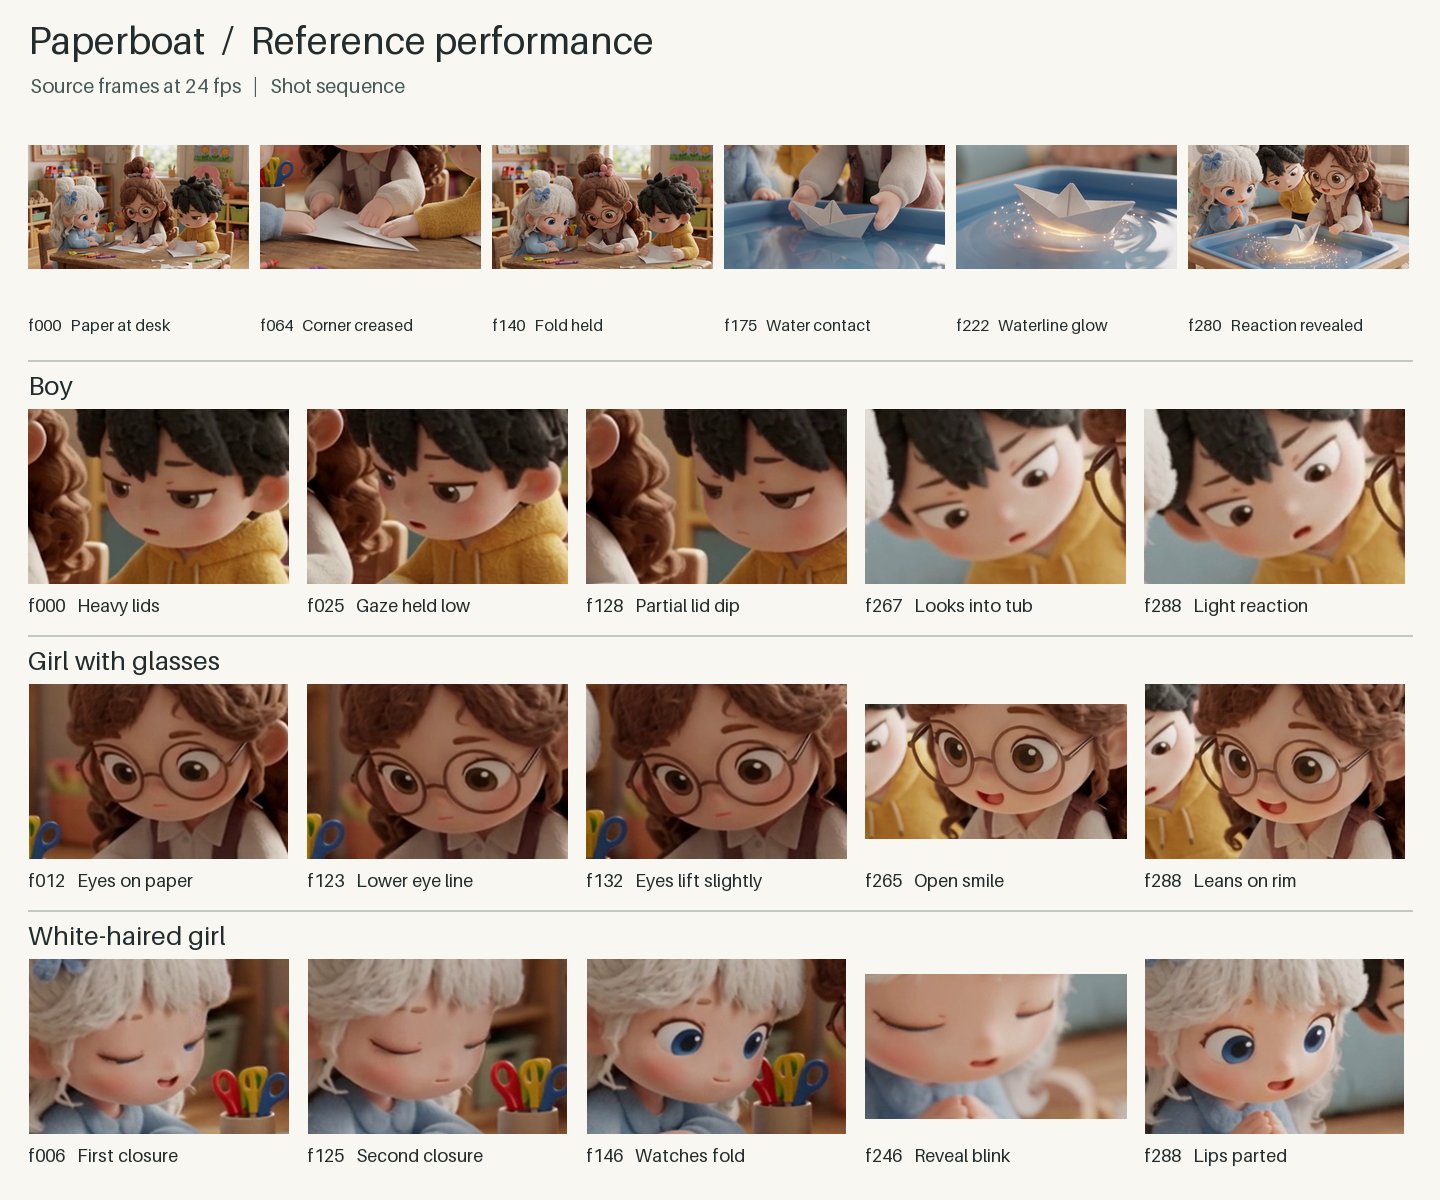 Paperboat / Reference performance
Source frames at 24 fps | Shot sequence
f000 Paper at desk
f064 Corner creased
f140 Fold held
f175 Water contact
f222 Waterline glow
f280 Reaction revealed
Boy
f000 Heavy lids
f025 Gaze held low
f128 Partial lid dip
f267 Looks into tub
f288 Light reaction
Girl with glasses
f012 Eyes on paper
f123 Lower eye line
f132 Eyes lift slightly
f265 Open smile
f288 Leans on rim
White-haired girl
f006 First closure
f125 Second closure
f146 Watches fold
f246 Reveal blink
f288 Lips parted